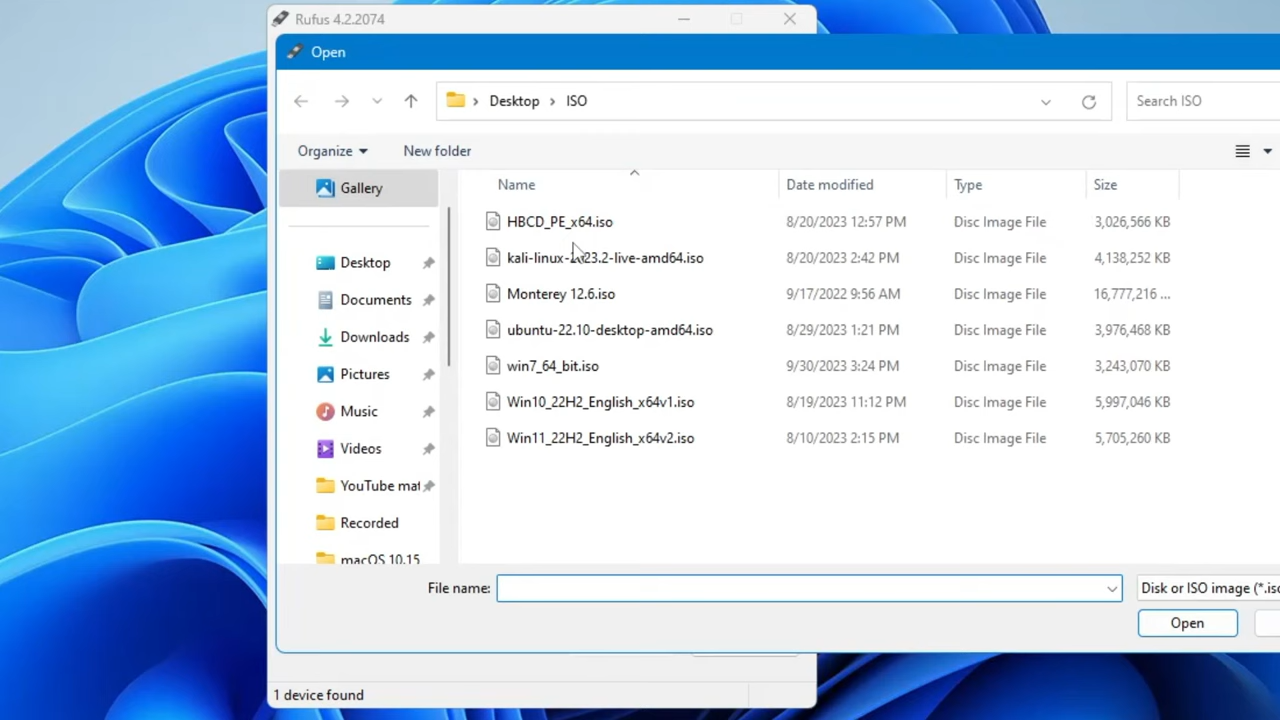 Rufus 4.2.2074
Open
Desktop > ISO
Search ISO
Organize
New folder
Gallery
Desktop
Documents
Downloads
Pictures
Music
Videos
YouTube mat
Recorded
macOS 10.15
Name Date modified Type Size
HBCD_PE_x64.iso 8/20/2023 12:57 PM Disc Image File 3,026,566 KB
kali-linux-2023.2-live-amd64.iso 8/20/2023 2:42 PM Disc Image File 4,138,252 KB
Monterey 12.6.iso 9/17/2022 9:56 AM Disc Image File 16,777,216 ...
ubuntu-22.10-desktop-amd64.iso 8/29/2023 1:21 PM Disc Image File 3,976,468 KB
win7_64_bit.iso 9/30/2023 3:24 PM Disc Image File 3,243,070 KB
Win10_22H2_English_x64v1.iso 8/19/2023 11:12 PM Disc Image File 5,997,046 KB
Win11_22H2_English_x64v2.iso 8/10/2023 2:15 PM Disc Image File 5,705,260 KB
File name:
Disk or ISO image (*.iso
Open
1 device found